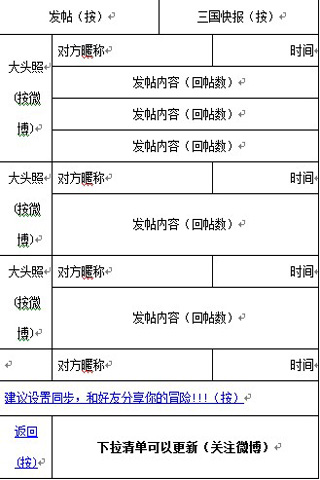 发帖（按） 三国快报（按）
大头照(按微博)
对方暱称 时间
发帖内容（回帖数）
发帖内容（回帖数）
发帖内容（回帖数）
大头照(按微博)
对方暱称 时间
发帖内容（回帖数）
大头照(按微博)
对方暱称 时间
发帖内容（回帖数）
对方暱称 时间
建议设置同步，和好友分享你的冒险!!!（按）
返回(按)
下拉清单可以更新（关注微博）